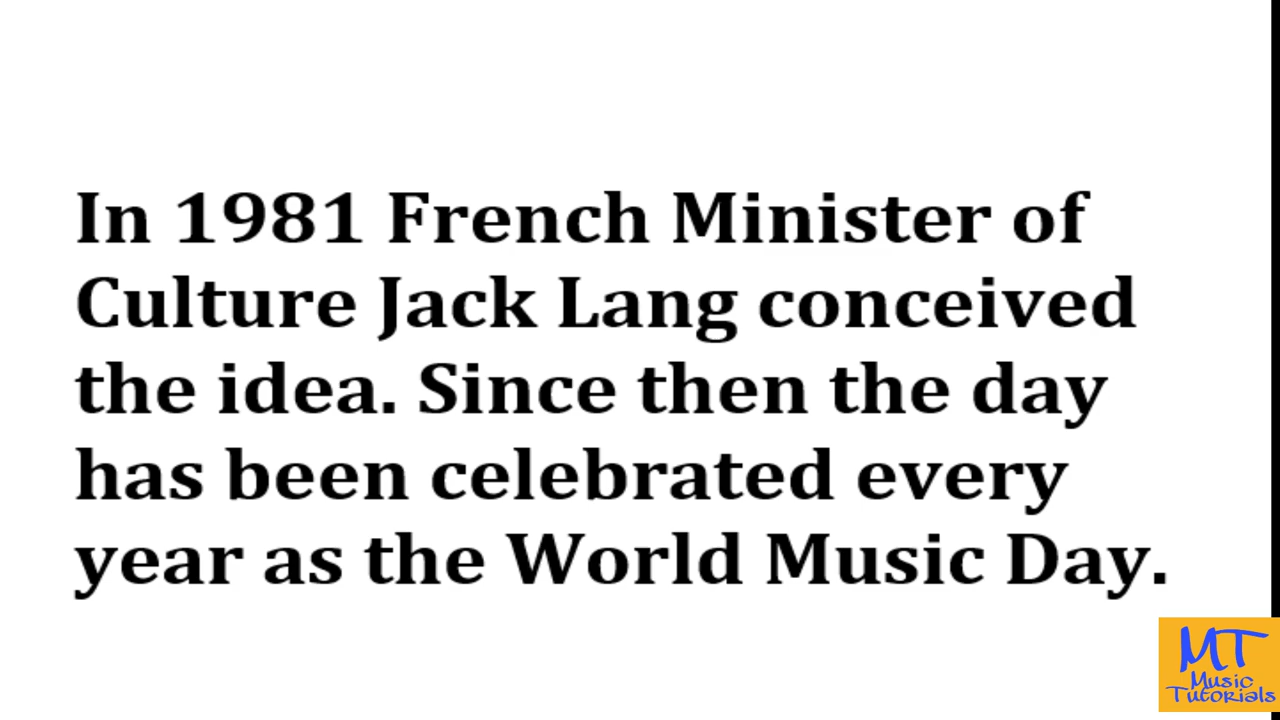 In 1981 French Minister of
Culture Jack Lang conceived
the idea. Since then the day
has been celebrated every
year as the World Music Day.
MT
Music
Tutorials